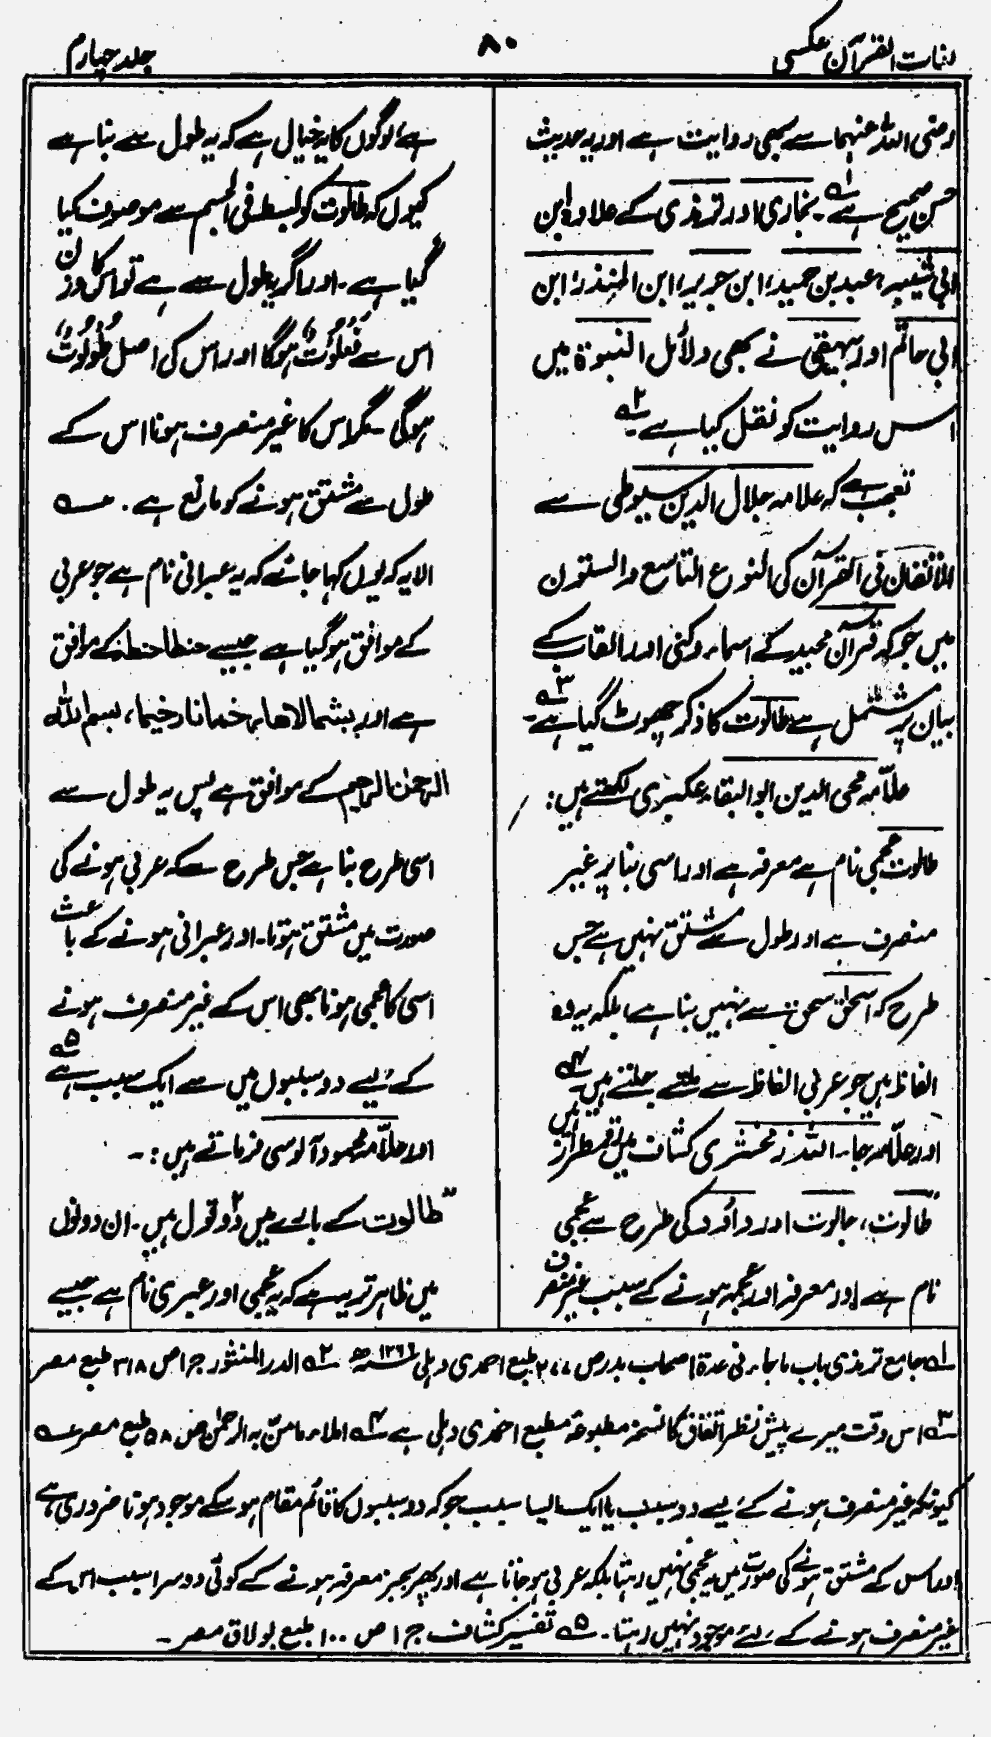 لغات القرآن عکسی
۸۰
جلد چہارم
رضی اللہ عنہما سے بھی روایت ہے اور یہ حدیث
حسن صحیح ہے۔ بخاری اور ترمذی کے علاوہ ابن
ابی شیبہ، عبد بن حمید، ابن جریر، ابن المنذر، ابن
ابی حاتم اور بیہقی نے بھی دلائل النبوۃ میں
اس روایت کو نقل کیا ہے۔
تعجب ہے کہ علامہ جلال الدین سیوطی سے
الاتقان فی القرآن کی النوع التاسع والستون
میں جو کہ قرآن مجید کے اسماء وکنیٰ اور القاب کے
بیان پر مشتمل ہے طالوت کا ذکر چھوٹ گیا ہے۔
علامہ محی الدین ابو البقاء عکبری لکھتے ہیں:
طالوت عجمی نام ہے معرفہ ہے اور اسی بنا پر غیر
منصرف ہے اور طول سے مشتق نہیں ہے جس
طرح کہ اسحٰق سحق سے نہیں بنا ہے، بلکہ یہ وہ
الفاظ ہیں جو عربی الفاظ سے ملتے جلتے ہیں۔
اور علامہ جار اللہ زمخشری کشاف میں رقمطراز ہیں
"طالوت، جالوت اور داؤد کی طرح سے عجمی
نام ہے اور معرفہ اور عجمہ ہونے کے سبب غیر منصرف
ہے، لوگوں کا یہ خیال ہے کہ یہ طول سے بنا ہے
کیوں کہ طالوت کو لبسطہ فی الجسم سے موصوف کیا
گیا ہے۔ اور اگر یہ طول سے ہے تو اس کا وزن
اس سے فَعَلُوْت ہوگا اور اس کی اصل طَوَلُوْت
ہوگی۔ مگر اس کا غیر منصرف ہونا اس کے
طول سے مشتق ہونے کو مانع ہے۔
الا یہ کہ یوں کہا جائے کہ یہ عبرانی نام ہے جو عربی
کے موافق ہو گیا ہے جیسے حنطا حنطۃ کے موافق
ہے اور بشمالاھا رخمانا رخیما، بسم اللہ
الرحمٰن الرحیم کے موافق ہے پس یہ طول سے
اسی طرح بنا ہے جس طرح سے کہ عربی ہونے کی
صورت میں مشتق ہوتا۔ اور عبرانی ہونے کے باعث
اسی کا عجمی ہونا بھی اس کے غیر منصرف ہونے
کے لیے دو سببوں میں سے ایک سبب ہے
اور علامہ محمود آلوسی فرماتے ہیں :۔
"طالوت کے بارے میں دو قول ہیں۔ ان دونوں
میں ظاہر تر یہ ہے کہ یہ عجمی اور عبری نام ہے جیسے
۱ جامع ترمذی باب ما جاء فی عدۃ اصحاب بدر ص ۲۷۷ طبع احمدی دہلی ۲ الدر المنثور ج۱ ص ۳۱۸ طبع مصر
۳ اس وقت میرے پیش نظر اتقان کا نسخہ مطبوعہ مطبع احمدی دہلی ہے ۴ املاء ما من بہ الرحمٰن ص ۵۸ طبع مصر
کیونکہ غیر منصرف ہونے کے لیے دو سبب یا ایک ایسا سبب جو کہ دو سببوں کا قائم مقام ہو سکے موجود ہونا ضروری ہے،
اور اس کے مشتق ہونے کی صورت میں یہ عجمی نہیں رہتا بلکہ عربی ہو جاتا ہے اور پھر بجز معرفہ ہونے کے کوئی دوسرا سبب اس کے
غیر منصرف ہونے کے لئے موجود نہیں رہتا۔ ۵ تفسیر کشاف ج ۱ ص ۱۰۰ طبع بولاق مصر۔